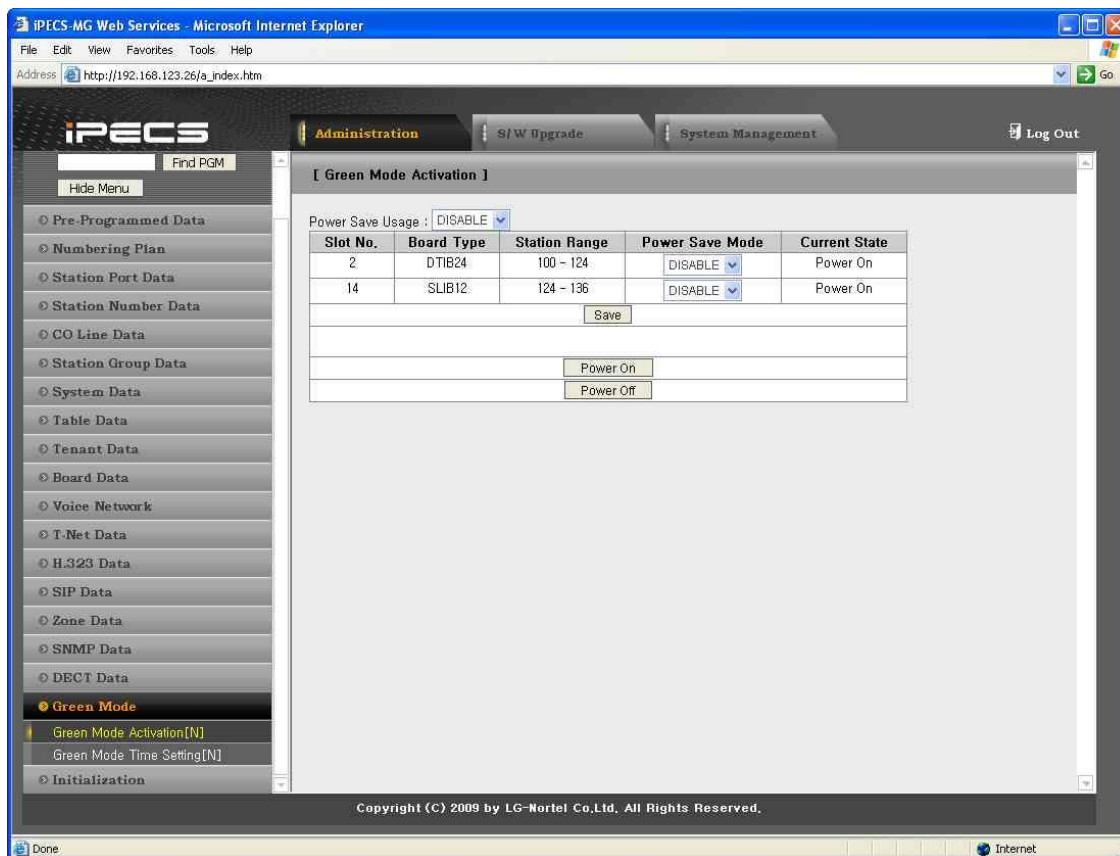 iPECS-MG Web Services - Microsoft Internet Explorer
File Edit View Favorites Tools Help
Address http://192.168.123.26/a_index.htm Go
iPECS
Administration S/W Upgrade System Management Log Out
Find PGM
Hide Menu
Pre-Programmed Data
Numbering Plan
Station Port Data
Station Number Data
CO Line Data
Station Group Data
System Data
Table Data
Tenant Data
Board Data
Voice Network
T-Net Data
H.323 Data
SIP Data
Zone Data
SNMP Data
DECT Data
Green Mode
Green Mode Activation[N]
Green Mode Time Setting[N]
Initialization
[ Green Mode Activation ]
Power Save Usage : DISABLE
Slot No. Board Type Station Range Power Save Mode Current State
2 DTIB24 100 - 124 DISABLE Power On
14 SLIB12 124 - 136 DISABLE Power On
Save
Power On
Power Off
Copyright (C) 2009 by LG-Nortel Co,Ltd. All Rights Reserved.
Done Internet